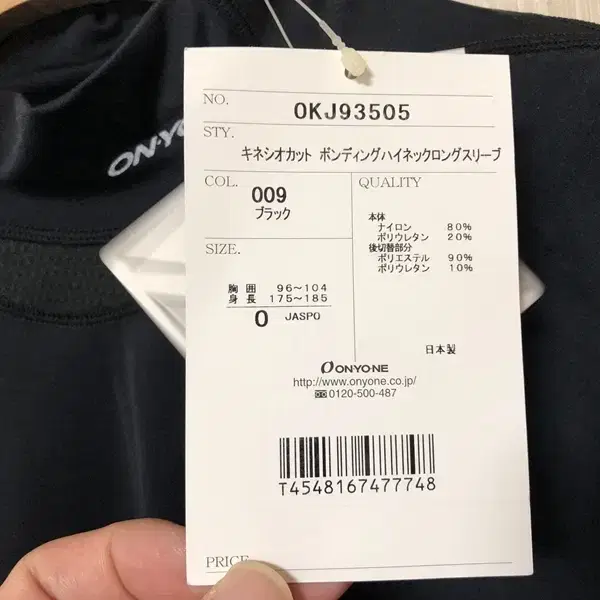 ON・YO
NO.
OKJ93505
STY.
キネシオカット ボンディングハイネックロングスリーブ
COL.
009
ブラック
QUALITY
本体
ナイロン 80%
ポリウレタン 20%
後切替部分
ポリエステル 90%
ポリウレタン 10%
SIZE.
胸囲 96~104
身長 175~185
O JASPO
日本製
ONYONE
http://www.onyone.co.jp/
0120-500-487
T4548167477748
PRICE